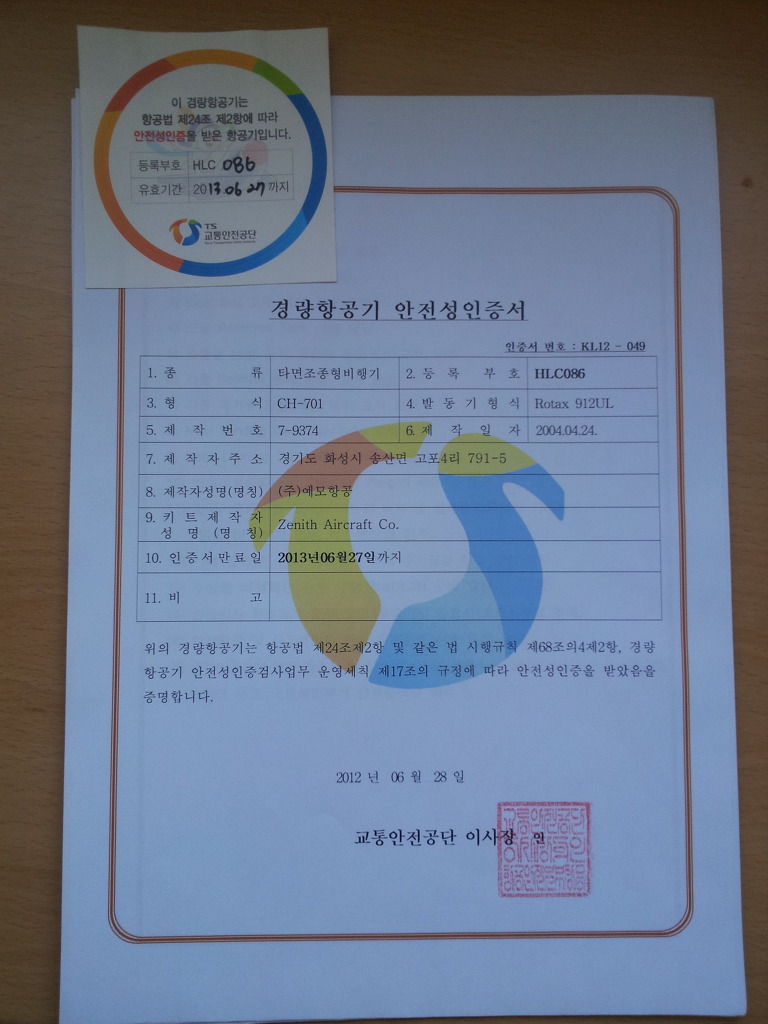 이 경량항공기는
항공법 제24조 제2항에 따라
안전성인증을 받은 항공기입니다.
등록부호 HLC 086
유효기간 2013.06 27까지
TS
교통안전공단
경량항공기 안전성인증서
인증서 번호 : KL12 - 049
1. 종 류 타면조종형비행기 2. 등 록 부 호 HLC086
3. 형 식 CH-701 4. 발 동 기 형 식 Rotax 912UL
5. 제 작 번 호 7-9374 6. 제 작 일 자 2004.04.24.
7. 제 작 자 주 소 경기도 화성시 송산면 고포4리 791-5
8. 제작자성명(명칭) (주)예모항공
9. 키 트 제 작 자
성 명 (명 칭) Zenith Aircraft Co.
10. 인 증 서 만 료 일 2013년06월27일까지
11. 비 고
위의 경량항공기는 항공법 제24조제2항 및 같은 법 시행규칙 제68조의4제2항, 경량
항공기 안전성인증검사업무 운영세칙 제17조의 규정에 따라 안전성인증을 받았음을
증명합니다.
2012 년 06 월 28 일
교통안전공단 이사장 인